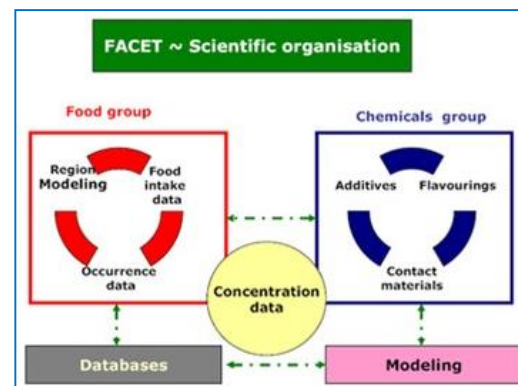 FACET ~ Scientific organisation
Food group
Chemicals group
Region
Modeling
Food
intake
data
Occurrence
data
Additives
Flavourings
Contact
materials
Concentration
data
Databases
Modeling